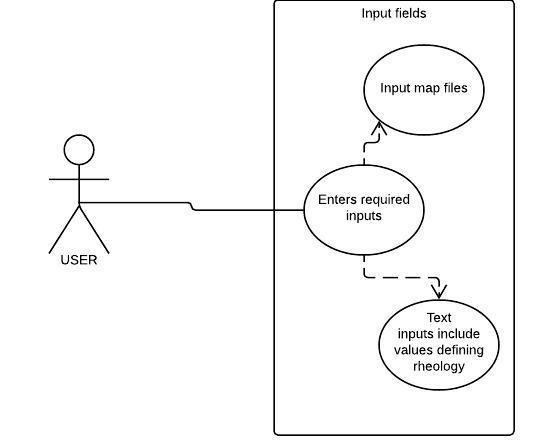 Input fields
Input map files
Enters required
inputs
USER
Text
inputs include
values defining
rheology